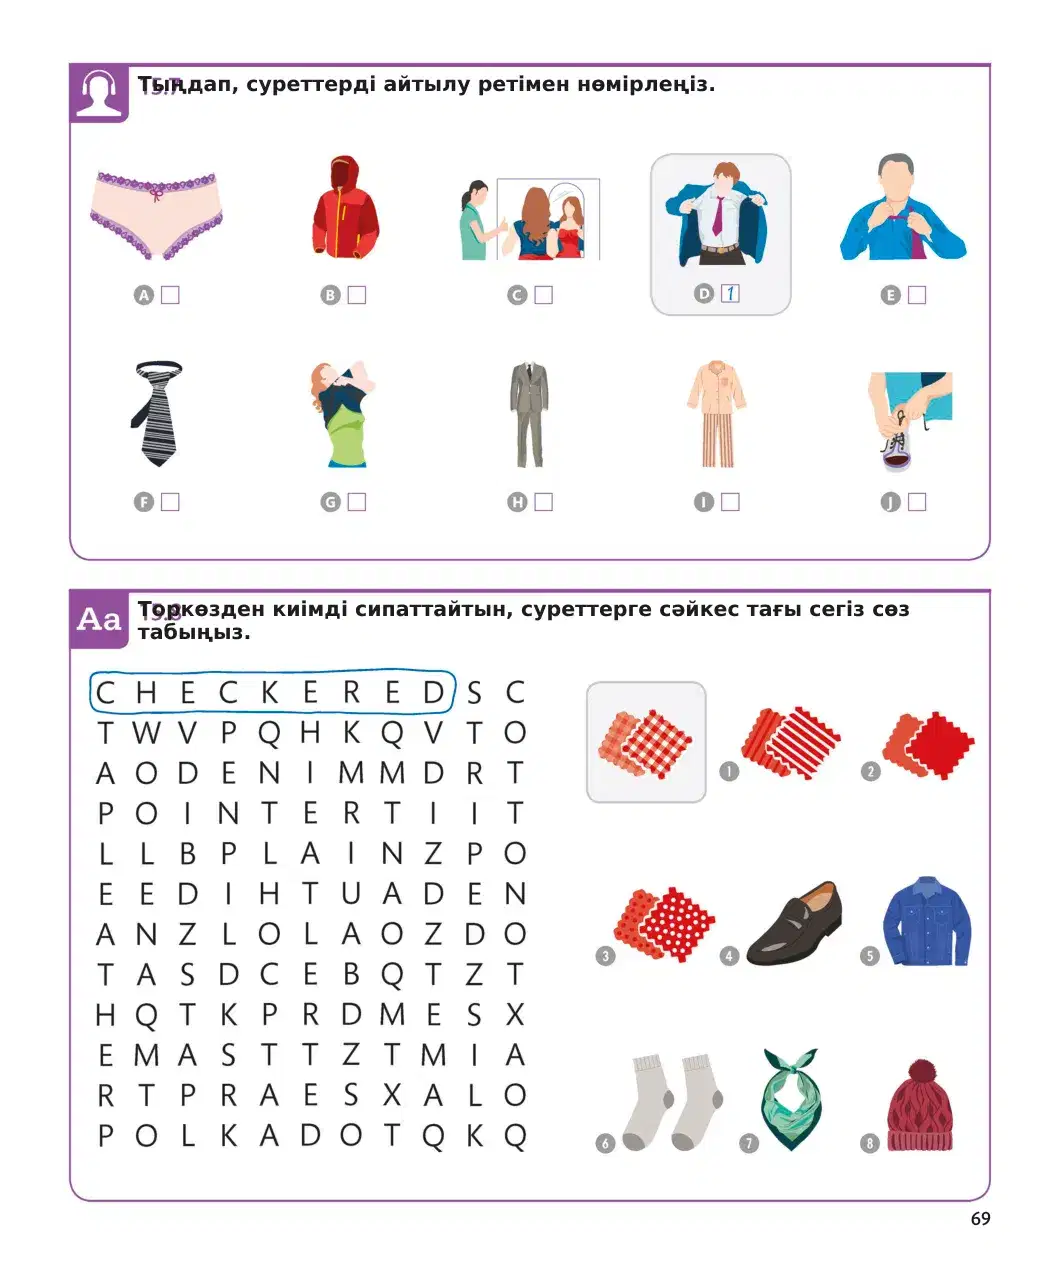 Тыңдап, суреттерді айтылу ретімен нөмірлеңіз.
A
B
C
D 1
E
F
G
H
I
J
Aa
Торкөзден киімді сипаттайтын, суреттерге сәйкес тағы сегіз сөз
табыңыз.
C H E C K E R E D S C
T W V P Q H K Q V T O
A O D E N I M M D R T
P O I N T E R T I I T
L L B P L A I N Z P O
E E D I H T U A D E N
A N Z L O L A O Z D O
T A S D C E B Q T Z T
H Q T K P R D M E S X
E M A S T T Z T M I A
R T P R A E S X A L O
P O L K A D O T Q K Q
1
2
3
4
5
6
7
8
69